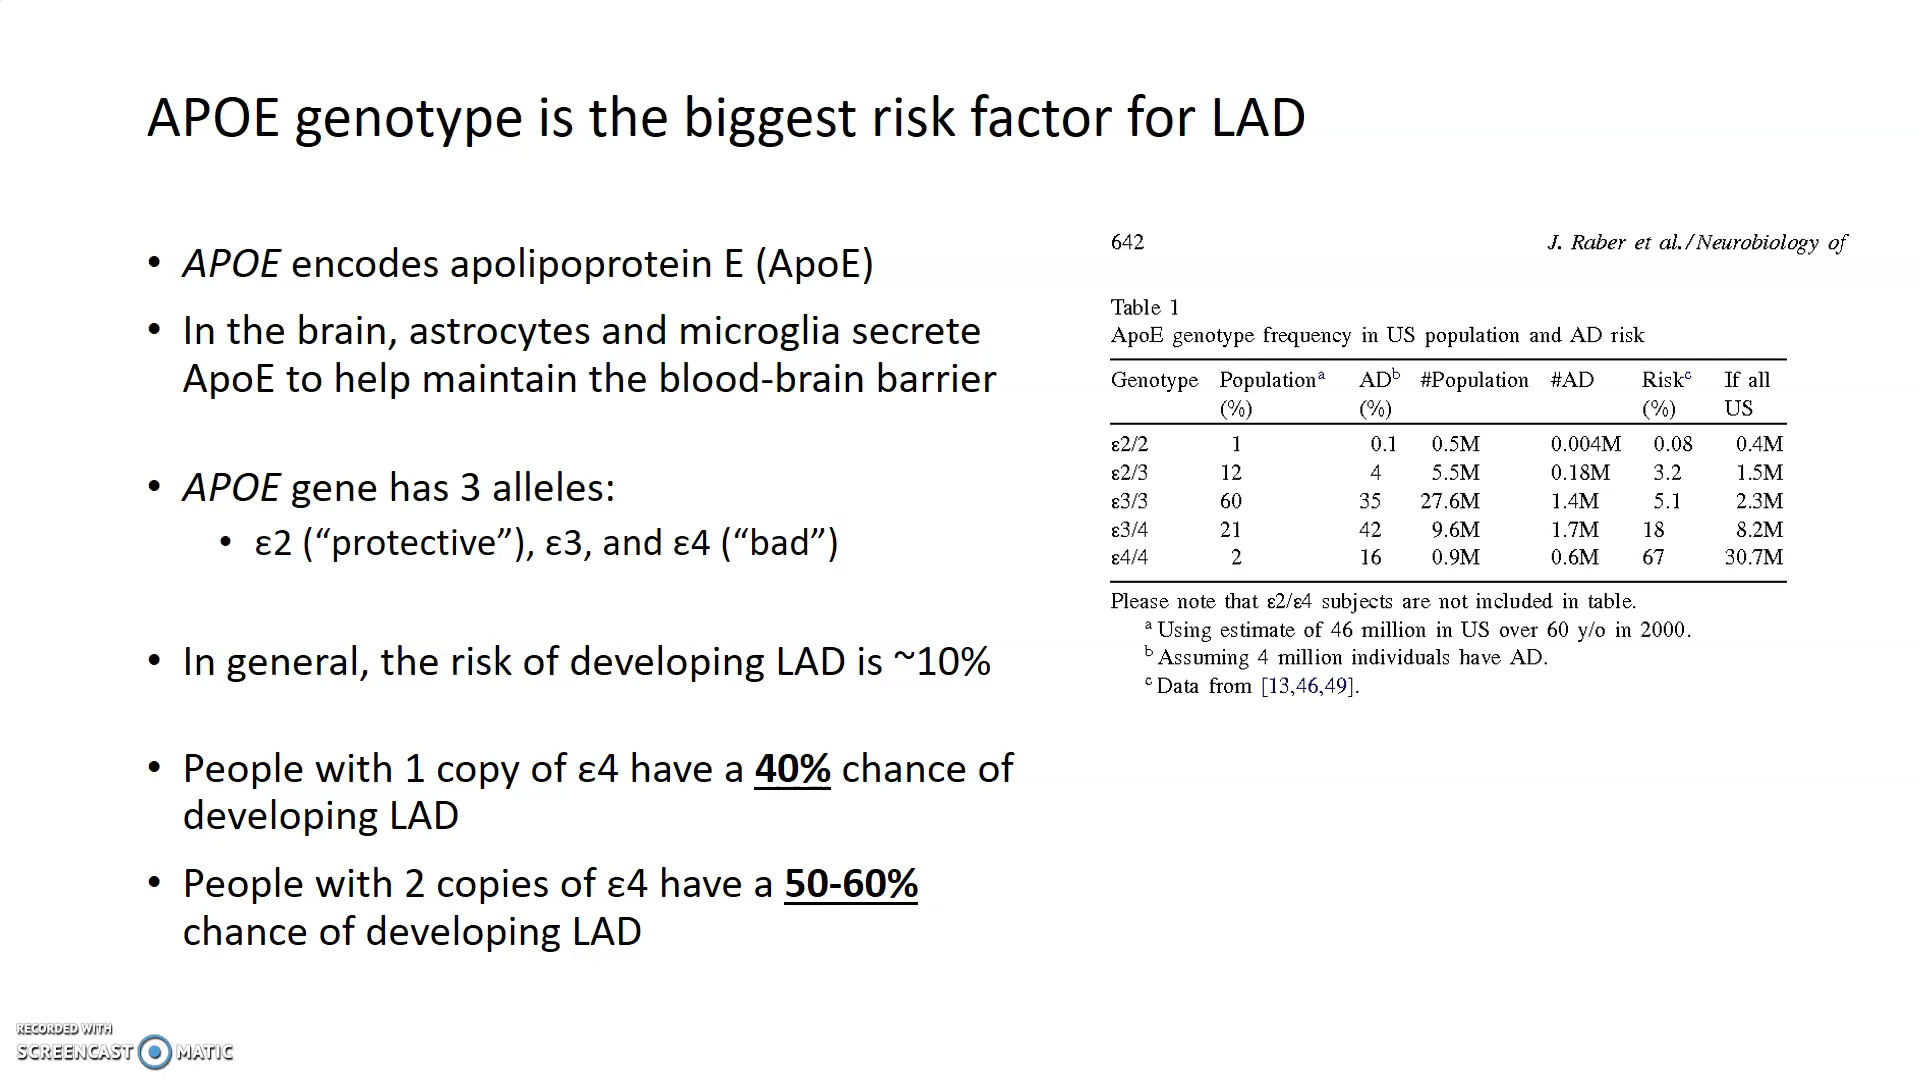 APOE genotype is the biggest risk factor for LAD
• APOE encodes apolipoprotein E (ApoE)
• In the brain, astrocytes and microglia secrete
ApoE to help maintain the blood-brain barrier
• APOE gene has 3 alleles:
• ε2 (“protective”), ε3, and ε4 (“bad”)
• In general, the risk of developing LAD is ~10%
• People with 1 copy of ε4 have a 40% chance of
developing LAD
• People with 2 copies of ε4 have a 50-60%
chance of developing LAD
642 J. Raber et al. / Neurobiology of
Table 1
ApoE genotype frequency in US population and AD risk
Genotype Populationᵃ ADᵇ #Population #AD Riskᶜ If all
(%) (%) (%) US
ε2/2 1 0.1 0.5M 0.004M 0.08 0.4M
ε2/3 12 4 5.5M 0.18M 3.2 1.5M
ε3/3 60 35 27.6M 1.4M 5.1 2.3M
ε3/4 21 42 9.6M 1.7M 18 8.2M
ε4/4 2 16 0.9M 0.6M 67 30.7M
Please note that ε2/ε4 subjects are not included in table.
ᵃ Using estimate of 46 million in US over 60 y/o in 2000.
ᵇ Assuming 4 million individuals have AD.
ᶜ Data from [13,46,49].
RECORDED WITH
SCREENCAST MATIC